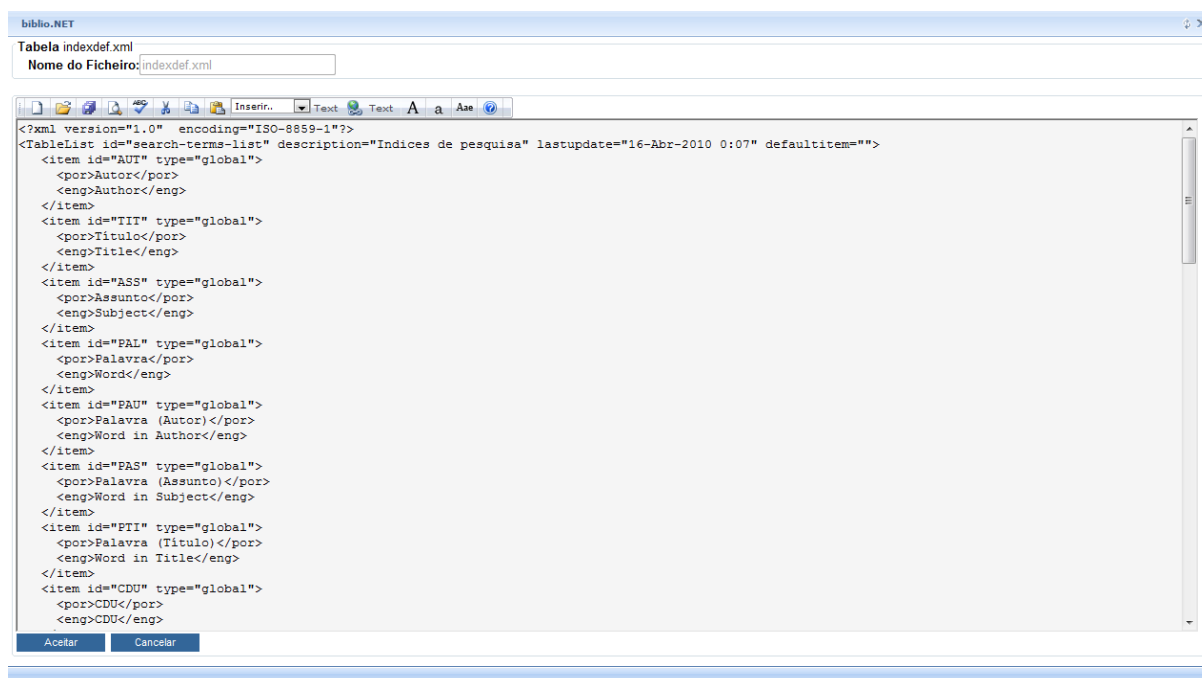 biblio.NET
Tabela indexdef.xml
Nome do Ficheiro: indexdef.xml
ABC Inserir.. Text Text A a Aae ?
<?xml version="1.0"  encoding="ISO-8859-1"?>
<TableList id="search-terms-list" description="Indices de pesquisa" lastupdate="16-Abr-2010 0:07" defaultitem="">
   <item id="AUT" type="global">
     <por>Autor</por>
     <eng>Author</eng>
   </item>
   <item id="TIT" type="global">
     <por>Título</por>
     <eng>Title</eng>
   </item>
   <item id="ASS" type="global">
     <por>Assunto</por>
     <eng>Subject</eng>
   </item>
   <item id="PAL" type="global">
     <por>Palavra</por>
     <eng>Word</eng>
   </item>
   <item id="PAU" type="global">
     <por>Palavra (Autor)</por>
     <eng>Word in Author</eng>
   </item>
   <item id="PAS" type="global">
     <por>Palavra (Assunto)</por>
     <eng>Word in Subject</eng>
   </item>
   <item id="PTI" type="global">
     <por>Palavra (Título)</por>
     <eng>Word in Title</eng>
   </item>
   <item id="CDU" type="global">
     <por>CDU</por>
     <eng>CDU</eng>
Aceitar Cancelar